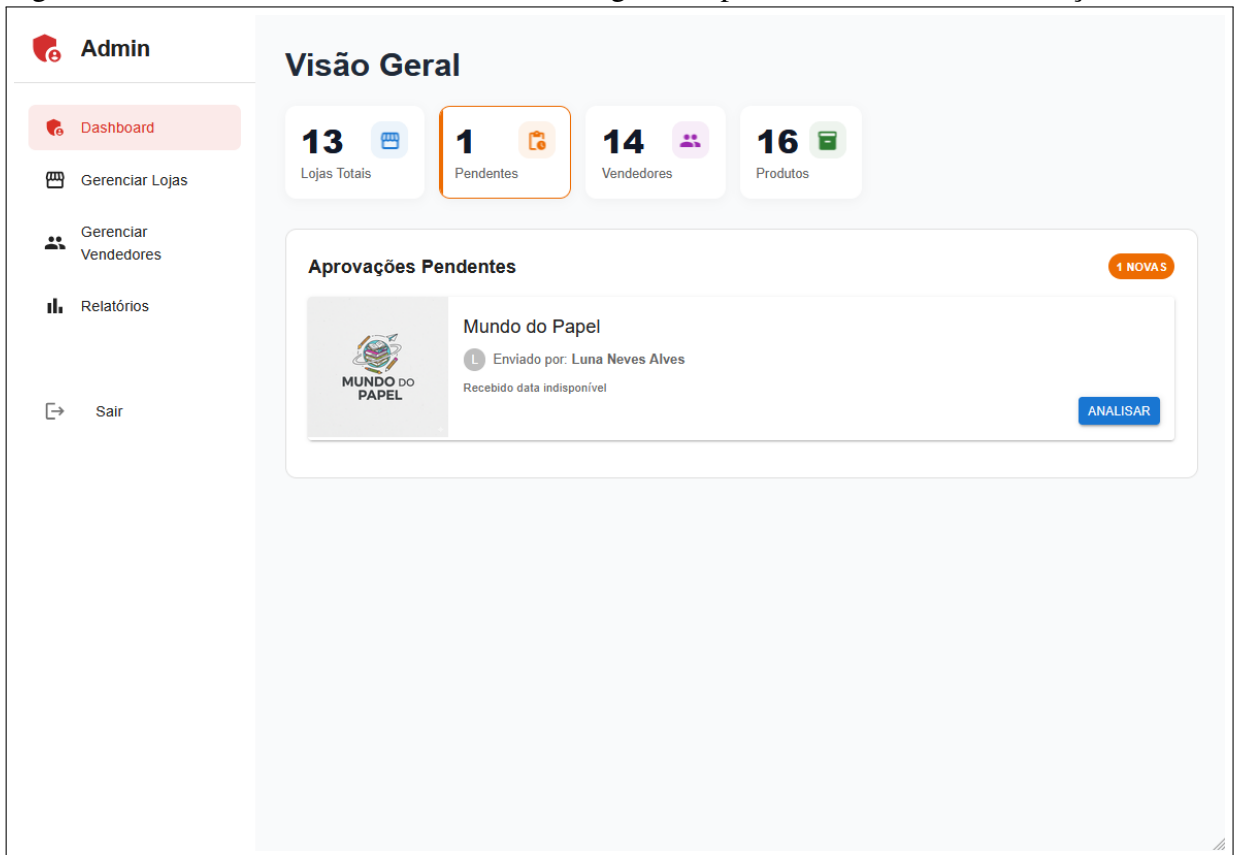 Admin
Dashboard
Gerenciar Lojas
Gerenciar
Vendedores
Relatórios
Sair
Visão Geral
13
Lojas Totais
1
Pendentes
14
Vendedores
16
Produtos
Aprovações Pendentes
1 NOVAS
MUNDO DO
PAPEL
Mundo do Papel
L Enviado por: Luna Neves Alves
Recebido data indisponível
ANALISAR